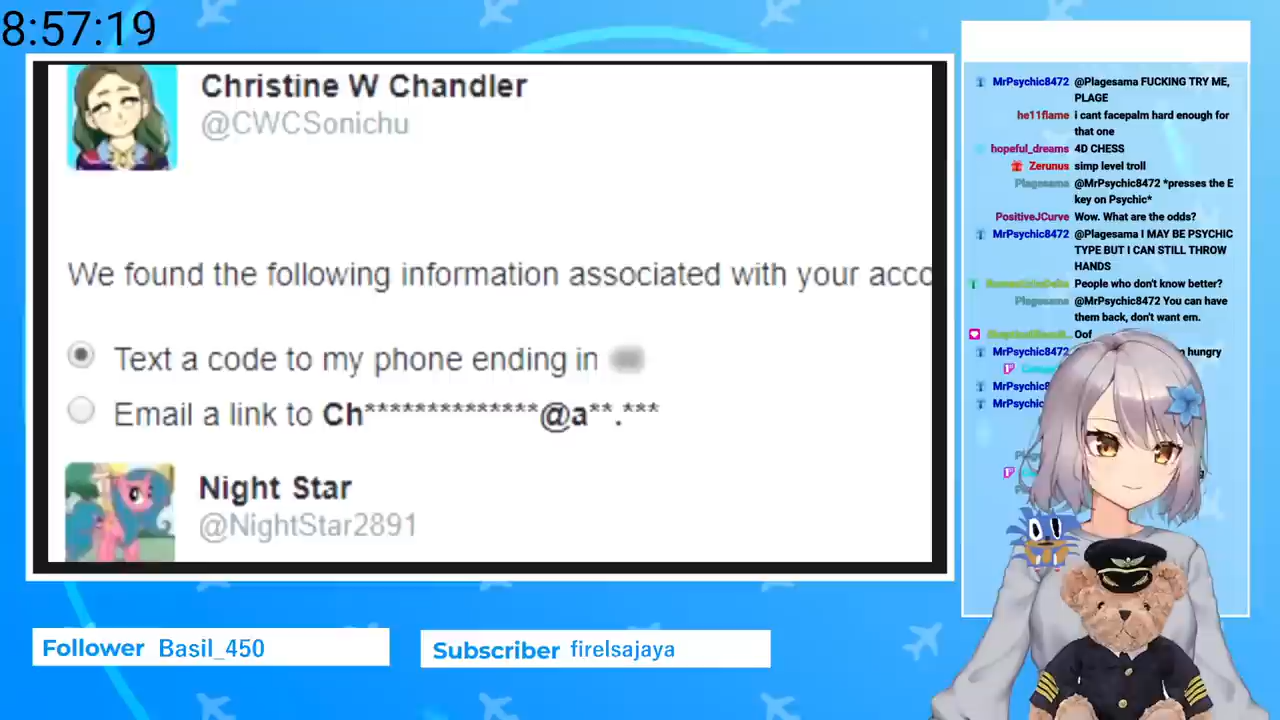 8:57:19
Christine W Chandler
@CWCSonichu
We found the following information associated with your acco
Text a code to my phone ending in
Email a link to Ch**************@a**.***
Night Star
@NightStar2891
MrPsychic8472 @Plagesama FUCKING TRY ME,
PLAGE
he11flame i cant facepalm hard enough for
that one
hopeful_dreams 4D CHESS
Zerunus simp level troll
Plagesama @MrPsychic8472 *presses the E
key on Psychic*
PositiveJCurve Wow. What are the odds?
MrPsychic8472 @Plagesama I MAY BE PSYCHIC
TYPE BUT I CAN STILL THROW
HANDS
People who don't know better?
Plagesama @MrPsychic8472 You can have
them back, don't want em.
Oof
MrPsychic8472 hungry
Follower Basil_450
Subscriber firelsajaya